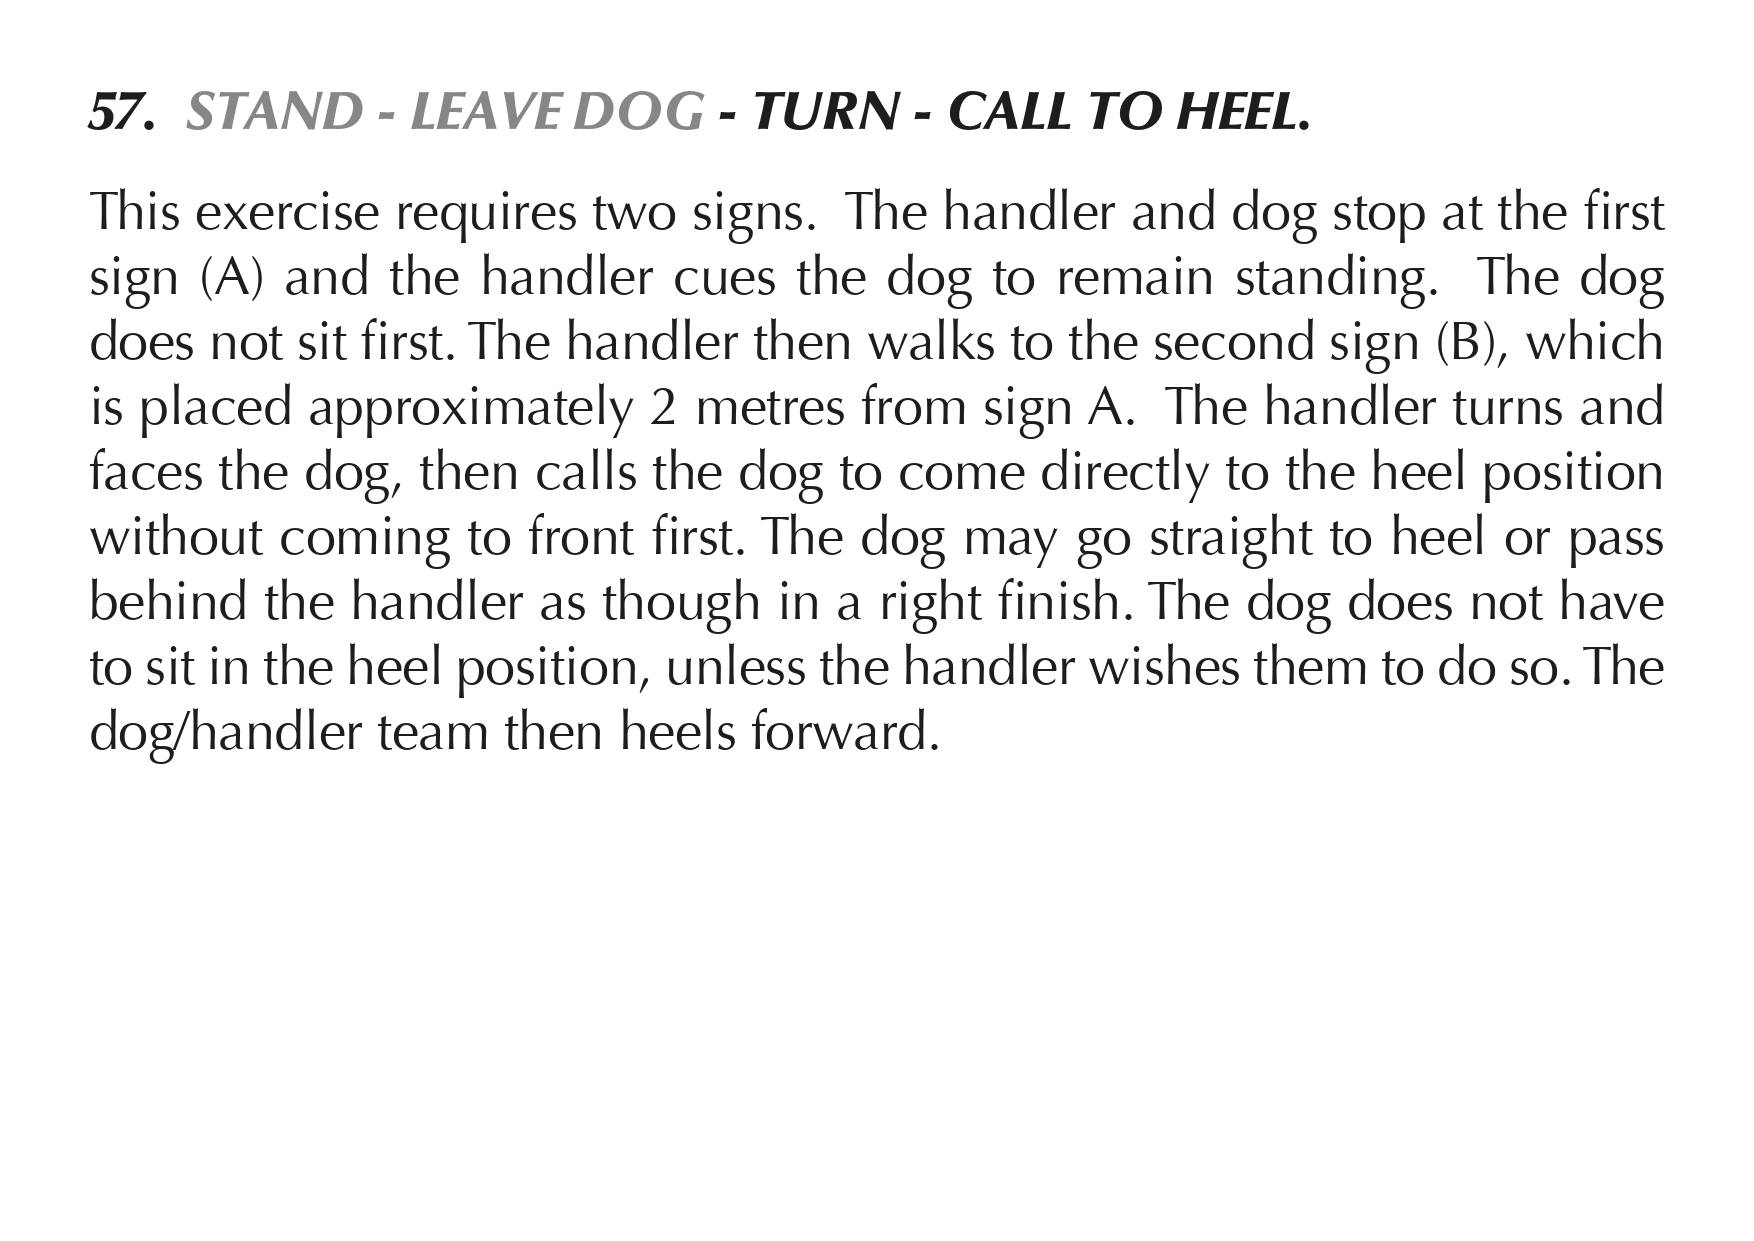 57. STAND - LEAVE DOG - TURN - CALL TO HEEL.
This exercise requires two signs. The handler and dog stop at the first
sign (A) and the handler cues the dog to remain standing. The dog
does not sit first. The handler then walks to the second sign (B), which
is placed approximately 2 metres from sign A. The handler turns and
faces the dog, then calls the dog to come directly to the heel position
without coming to front first. The dog may go straight to heel or pass
behind the handler as though in a right finish. The dog does not have
to sit in the heel position, unless the handler wishes them to do so. The
dog/handler team then heels forward.